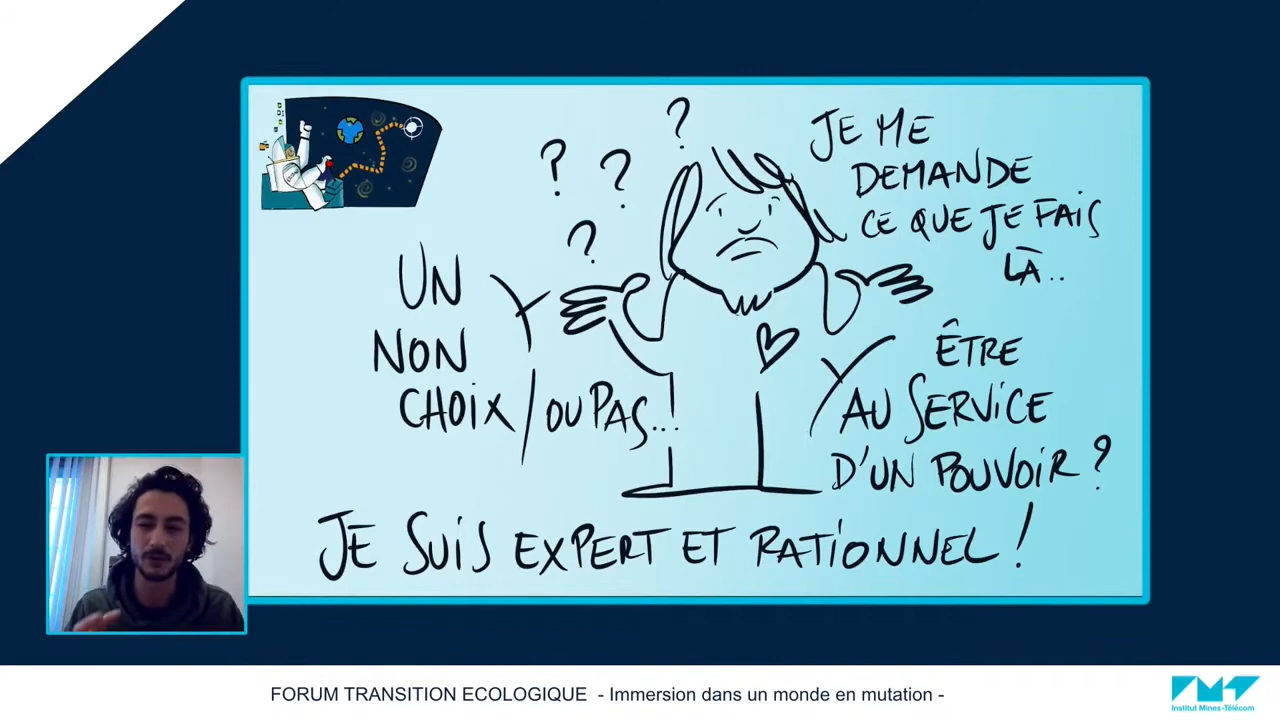 ?
?
?
?
JE ME
DEMANDE
CE QUE JE FAIS
LÀ..
UN
NON
CHOIX/OU PAS...!
ÊTRE
AU SERVICE
D'UN POUVOIR ?
JE SUIS EXPERT ET RATIONNEL !
FORUM TRANSITION ECOLOGIQUE - Immersion dans un monde en mutation -
Institut Mines-Télécom